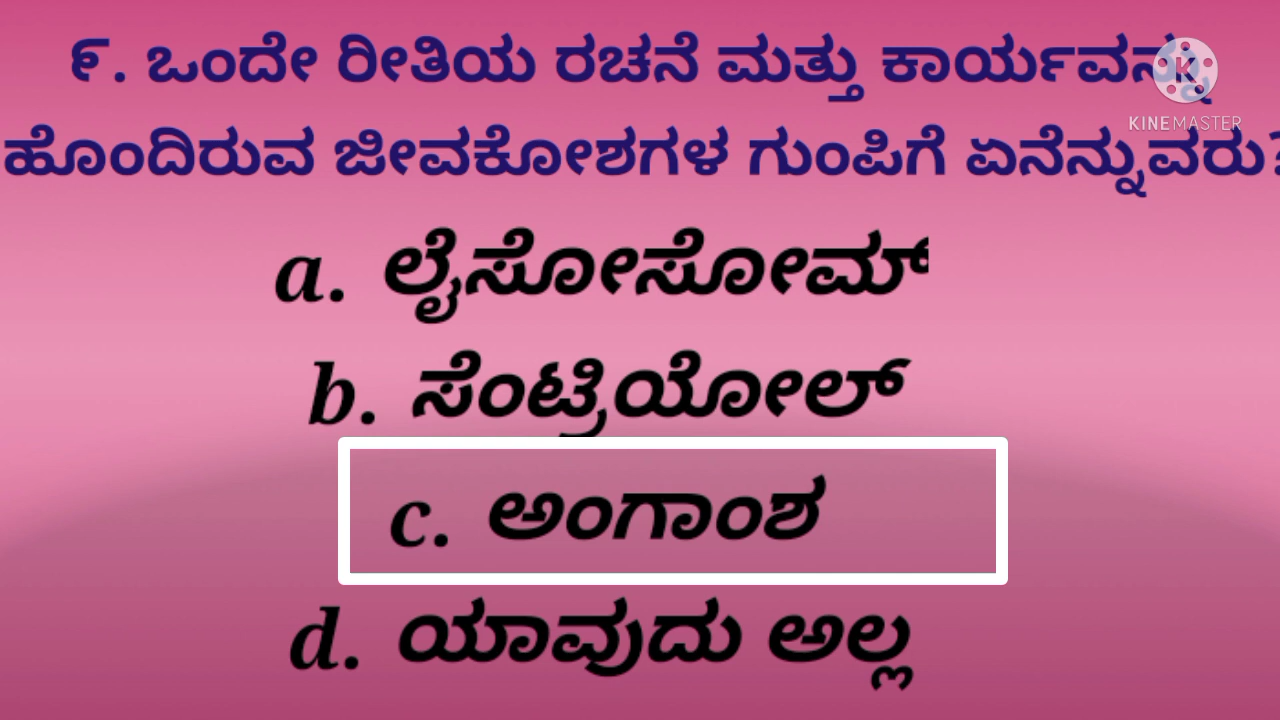 ೯. ಒಂದೇ ರೀತಿಯ ರಚನೆ ಮತ್ತು ಕಾರ್ಯವನ್ನು
KINEMASTER
ಹೊಂದಿರುವ ಜೀವಕೋಶಗಳ ಗುಂಪಿಗೆ ಏನೆನ್ನುವರು?
a. ಲೈಸೋಸೋಮ್
b. ಸೆಂಟ್ರಿಯೋಲ್
c. ಅಂಗಾಂಶ
d. ಯಾವುದು ಅಲ್ಲ